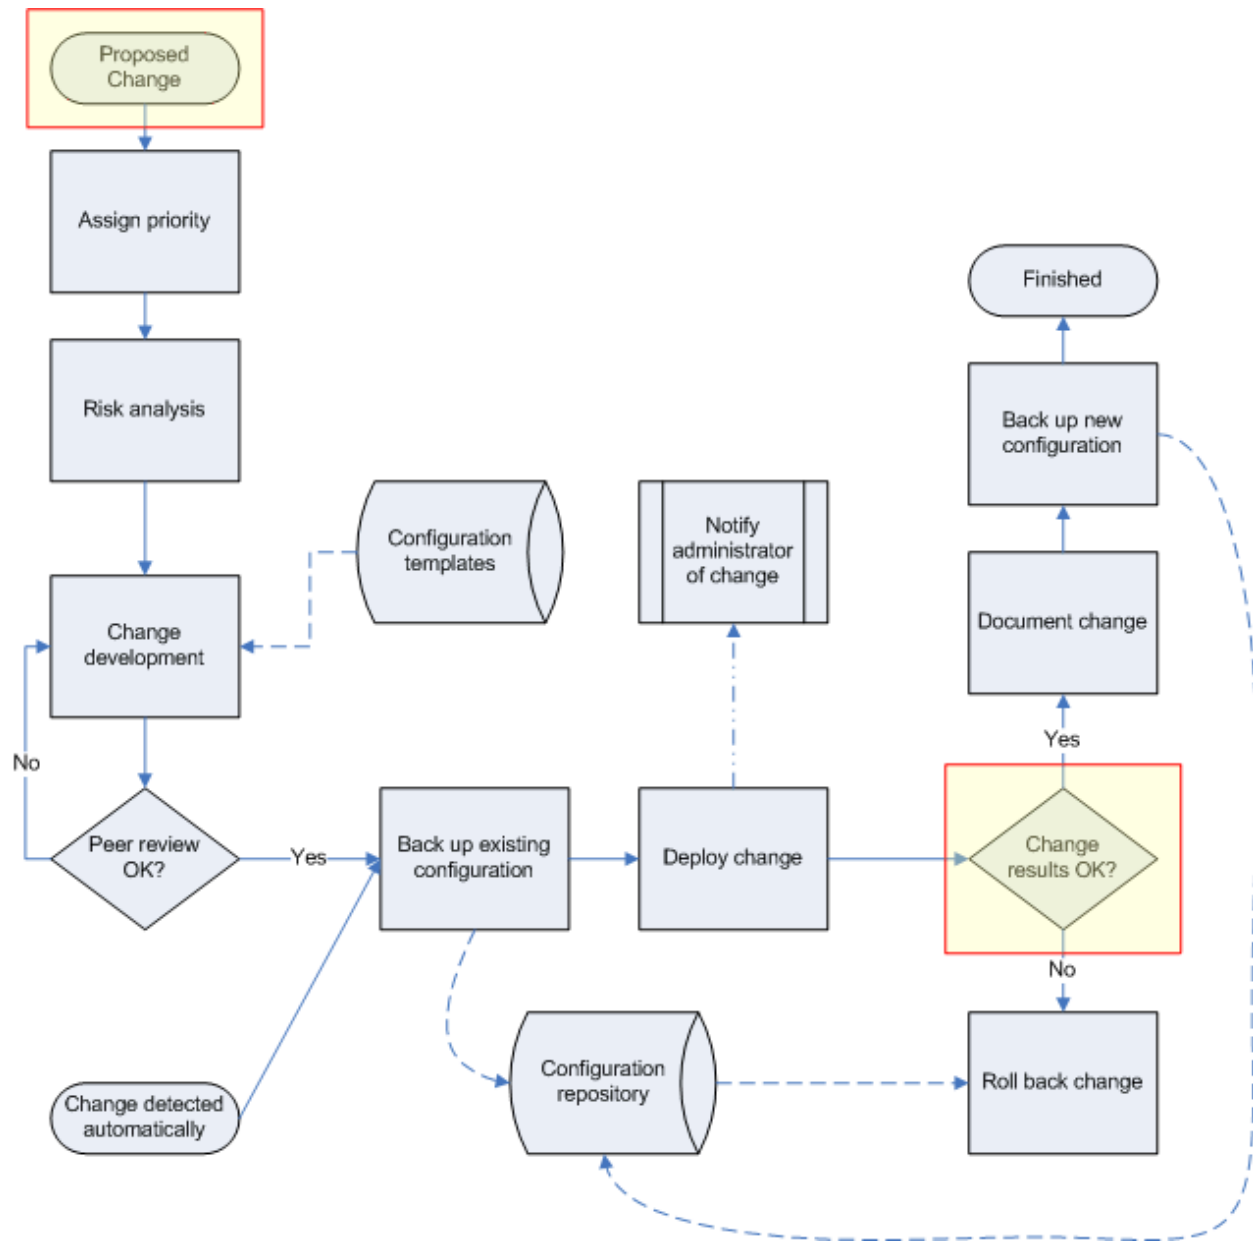 Proposed
Change
Assign priority
Risk analysis
Change
development
No
Peer review
OK?
Yes
Change detected
automatically
Configuration
templates
Back up existing
configuration
Configuration
repository
Notify
administrator
of change
Deploy change
Finished
Back up new
configuration
Document change
Yes
Change
results OK?
No
Roll back change